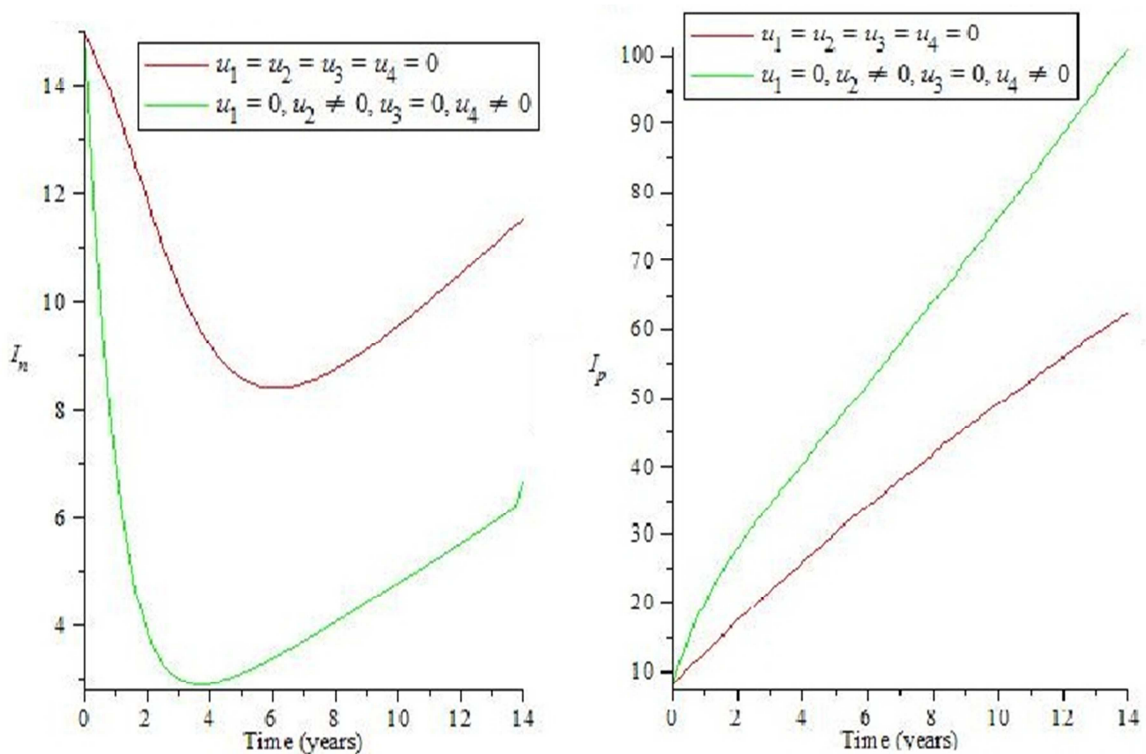 u₁ = u₂ = u₃ = u₄ = 0
u₁ = 0, u₂ ≠ 0, u₃ = 0, u₄ ≠ 0
14
12
10
8
6
4
Iₙ
0 2 4 6 8 10 12 14
Time (years)
u₁ = u₂ = u₃ = u₄ = 0
u₁ = 0, u₂ ≠ 0, u₃ = 0, u₄ ≠ 0
100
90
80
70
60
50
40
30
20
10
Iₚ
0 2 4 6 8 10 12 14
Time (years)